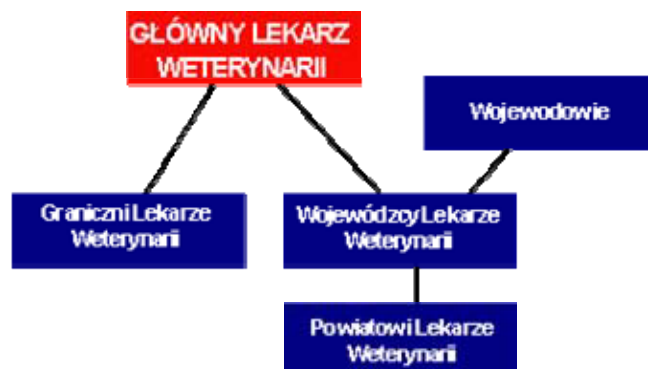 GŁÓWNY LEKARZ
WETERYNARII
Wojewodowie
Graniczni Lekarze
Weterynarii
Wojewódzcy Lekarze
Weterynarii
Powiatowi Lekarze
Weterynarii